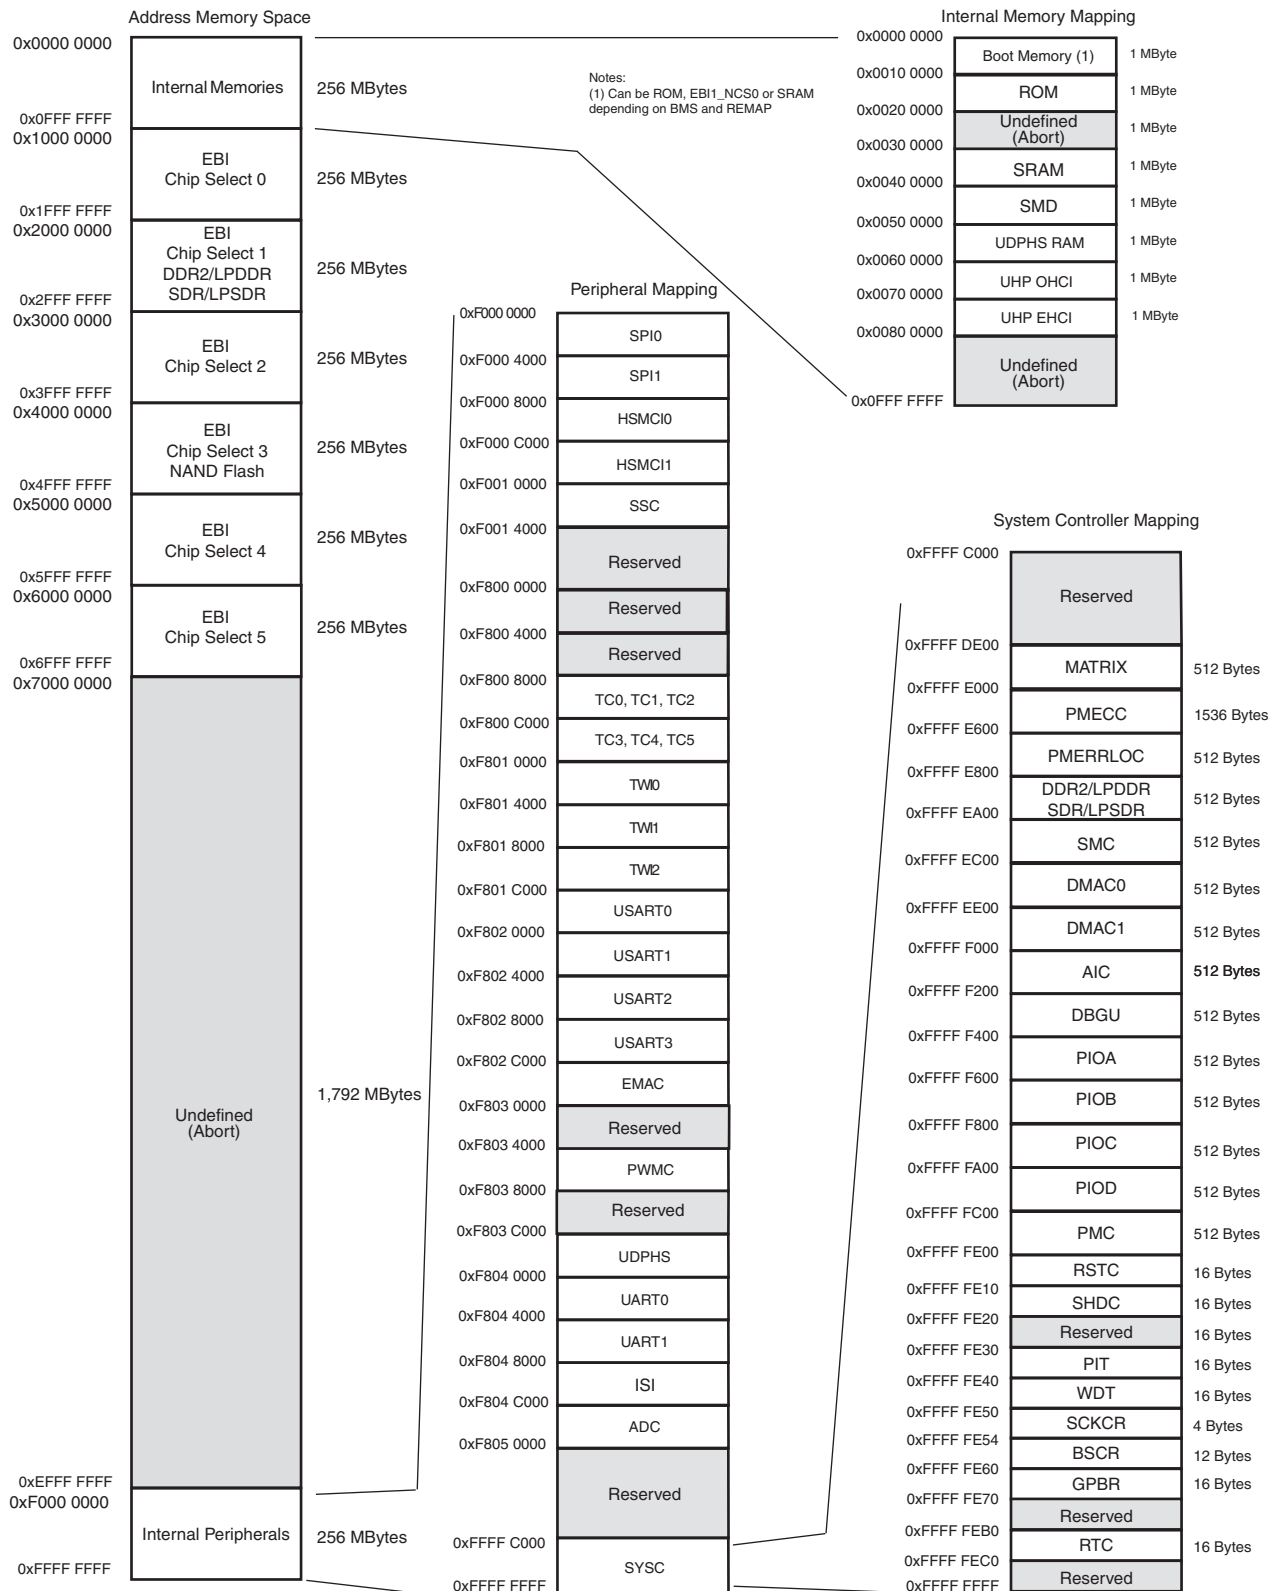 Address Memory Space
0x0000 0000
Internal Memories
256 MBytes
0x0FFF FFFF
0x1000 0000
EBI
Chip Select 0
256 MBytes
0x1FFF FFFF
0x2000 0000
EBI
Chip Select 1
DDR2/LPDDR
SDR/LPSDR
256 MBytes
0x2FFF FFFF
0x3000 0000
EBI
Chip Select 2
256 MBytes
0x3FFF FFFF
0x4000 0000
EBI
Chip Select 3
NAND Flash
256 MBytes
0x4FFF FFFF
0x5000 0000
EBI
Chip Select 4
256 MBytes
0x5FFF FFFF
0x6000 0000
EBI
Chip Select 5
256 MBytes
0x6FFF FFFF
0x7000 0000
Undefined
(Abort)
1,792 MBytes
0xEFFF FFFF
0xF000 0000
Internal Peripherals
256 MBytes
0xFFFF FFFF
Notes:
(1) Can be ROM, EBI1_NCS0 or SRAM
depending on BMS and REMAP
Peripheral Mapping
0xF000 0000
SPI0
0xF000 4000
SPI1
0xF000 8000
HSMCI0
0xF000 C000
HSMCI1
0xF001 0000
SSC
0xF001 4000
Reserved
0xF800 0000
Reserved
0xF800 4000
Reserved
0xF800 8000
TC0, TC1, TC2
0xF800 C000
TC3, TC4, TC5
0xF801 0000
TWI0
0xF801 4000
TWI1
0xF801 8000
TWI2
0xF801 C000
USART0
0xF802 0000
USART1
0xF802 4000
USART2
0xF802 8000
USART3
0xF802 C000
EMAC
0xF803 0000
Reserved
0xF803 4000
PWMC
0xF803 8000
Reserved
0xF803 C000
UDPHS
0xF804 0000
UART0
0xF804 4000
UART1
0xF804 8000
ISI
0xF804 C000
ADC
0xF805 0000
Reserved
0xFFFF C000
SYSC
0xFFFF FFFF
Internal Memory Mapping
0x0000 0000
Boot Memory (1)
1 MByte
0x0010 0000
ROM
1 MByte
0x0020 0000
Undefined
(Abort)
1 MByte
0x0030 0000
SRAM
1 MByte
0x0040 0000
SMD
1 MByte
0x0050 0000
UDPHS RAM
1 MByte
0x0060 0000
UHP OHCI
1 MByte
0x0070 0000
UHP EHCI
1 MByte
0x0080 0000
Undefined
(Abort)
0x0FFF FFFF
System Controller Mapping
0xFFFF C000
Reserved
0xFFFF DE00
MATRIX
512 Bytes
0xFFFF E000
PMECC
1536 Bytes
0xFFFF E600
PMERRLOC
512 Bytes
0xFFFF E800
DDR2/LPDDR
SDR/LPSDR
512 Bytes
0xFFFF EA00
SMC
512 Bytes
0xFFFF EC00
DMAC0
512 Bytes
0xFFFF EE00
DMAC1
512 Bytes
0xFFFF F000
AIC
512 Bytes
0xFFFF F200
DBGU
512 Bytes
0xFFFF F400
PIOA
512 Bytes
0xFFFF F600
PIOB
512 Bytes
0xFFFF F800
PIOC
512 Bytes
0xFFFF FA00
PIOD
512 Bytes
0xFFFF FC00
PMC
512 Bytes
0xFFFF FE00
RSTC
16 Bytes
0xFFFF FE10
SHDC
16 Bytes
0xFFFF FE20
Reserved
16 Bytes
0xFFFF FE30
PIT
16 Bytes
0xFFFF FE40
WDT
16 Bytes
0xFFFF FE50
SCKCR
4 Bytes
0xFFFF FE54
BSCR
12 Bytes
0xFFFF FE60
GPBR
16 Bytes
0xFFFF FE70
Reserved
0xFFFF FEB0
RTC
16 Bytes
0xFFFF FEC0
Reserved
0xFFFF FFFF